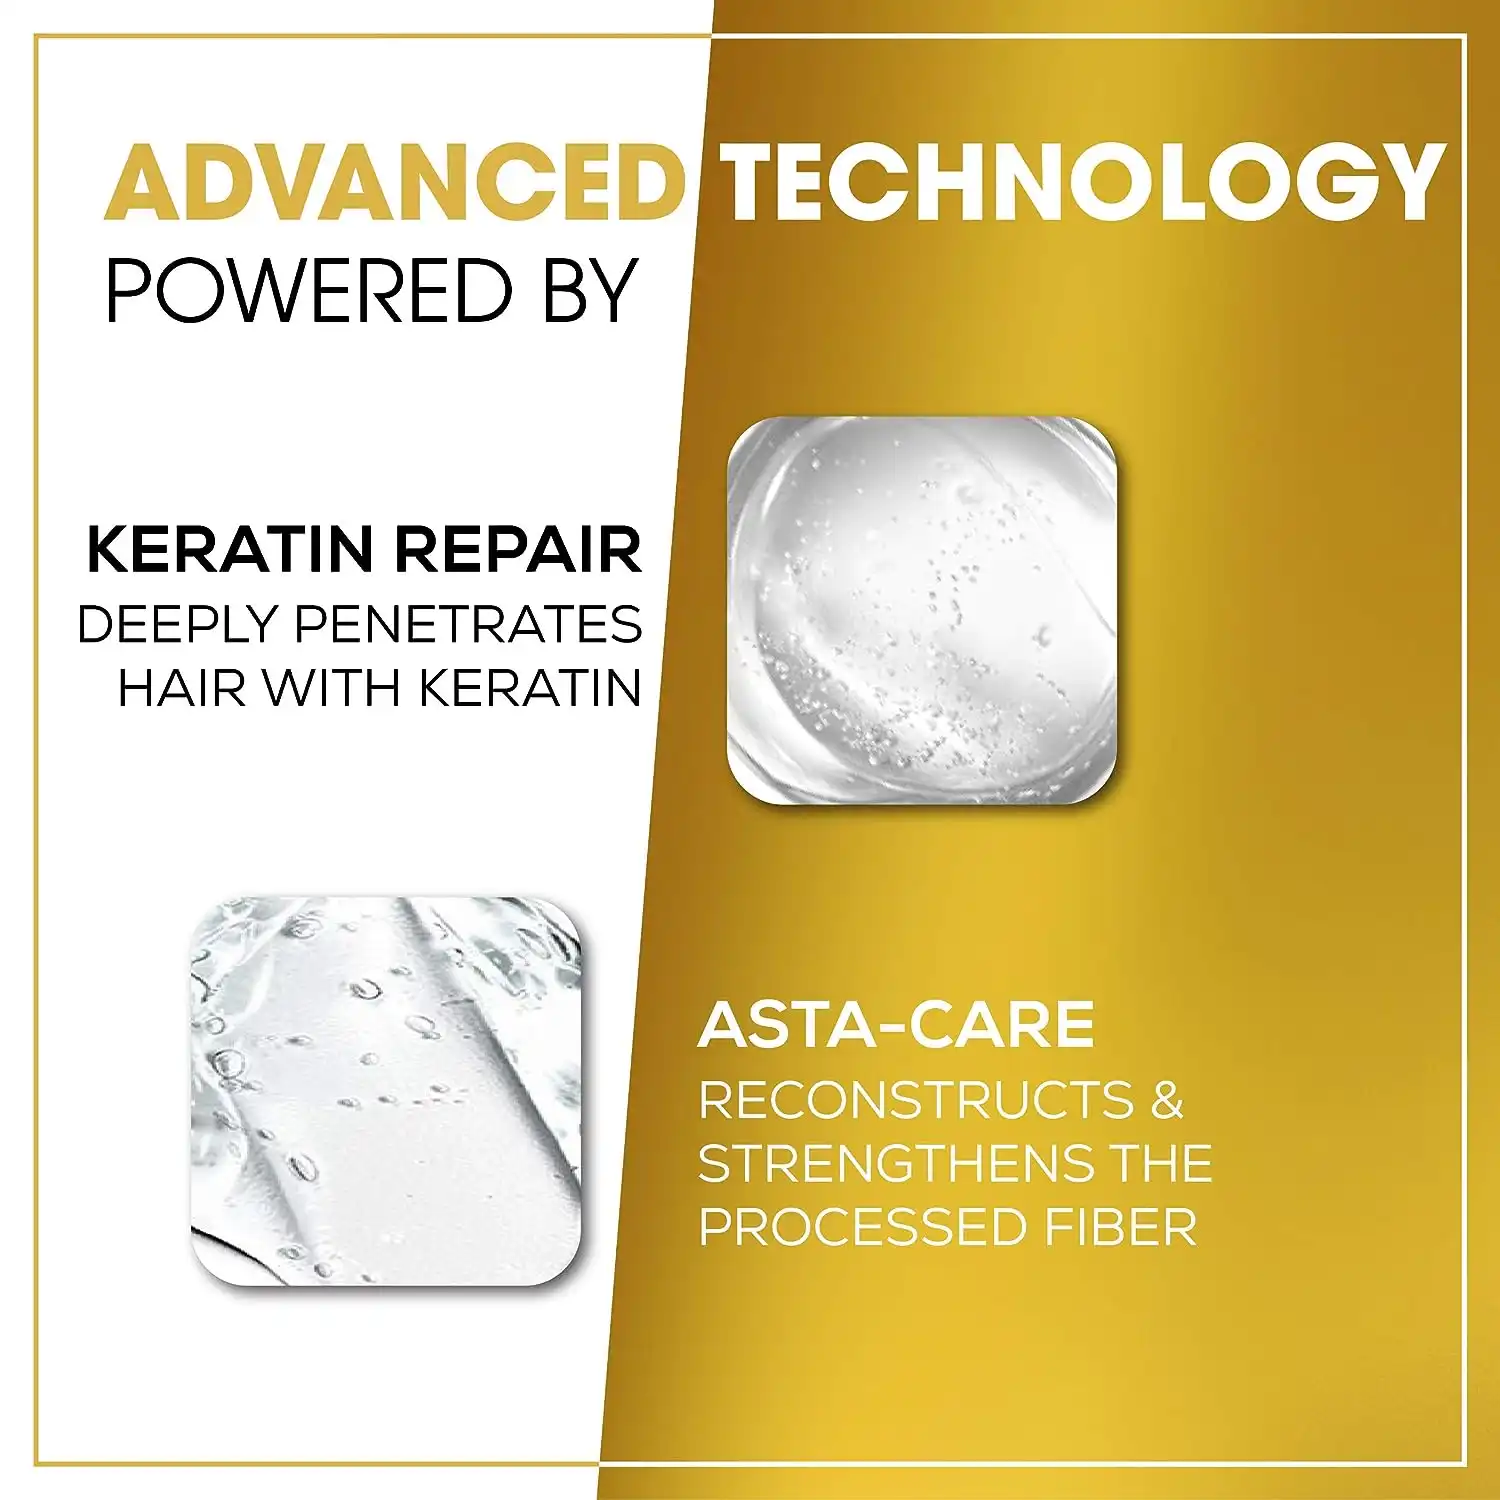 ADVANCED TECHNOLOGY
POWERED BY
KERATIN REPAIR
DEEPLY PENETRATES
HAIR WITH KERATIN
ASTA-CARE
RECONSTRUCTS &
STRENGTHENS THE
PROCESSED FIBER